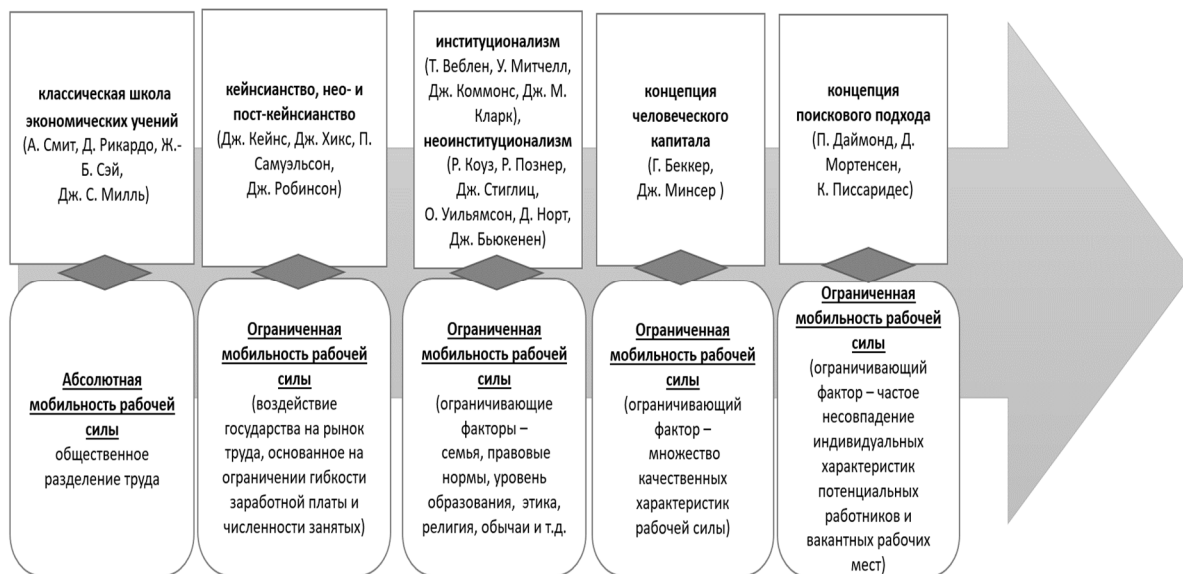 классическая школа
экономических учений
(А. Смит, Д. Рикардо, Ж.-
Б. Сэй,
Дж. С. Милль)
кейнсианство, нео- и
пост-кейнсианство
(Дж. Кейнс, Дж. Хикс, П.
Самуэльсон,
Дж. Робинсон)
институционализм
(Т. Веблен, У. Митчелл,
Дж. Коммонс, Дж. М.
Кларк),
неоинституционализм
(Р. Коуз, Р. Познер,
Дж. Стиглиц,
О. Уильямсон, Д. Норт,
Дж. Бьюкенен)
концепция
человеческого
капитала
(Г. Беккер,
Дж. Минсер )
концепция
поискового подхода
(П. Даймонд, Д.
Мортенсен,
К. Писсаридес)
Абсолютная
мобильность рабочей
силы
общественное
разделение труда
Ограниченная
мобильность рабочей
силы
(воздействие
государства на рынок
труда, основанное на
ограничении гибкости
заработной платы и
численности занятых)
Ограниченная
мобильность рабочей
силы
(ограничивающие
факторы –
семья, правовые
нормы, уровень
образования, этика,
религия, обычаи и т.д.
Ограниченная
мобильность рабочей
силы
(ограничивающий
фактор –
множество
качественных
характеристик
рабочей силы)
Ограниченная
мобильность рабочей
силы
(ограничивающий
фактор – частое
несовпадение
индивидуальных
характеристик
потенциальных
работников и
вакантных рабочих
мест)